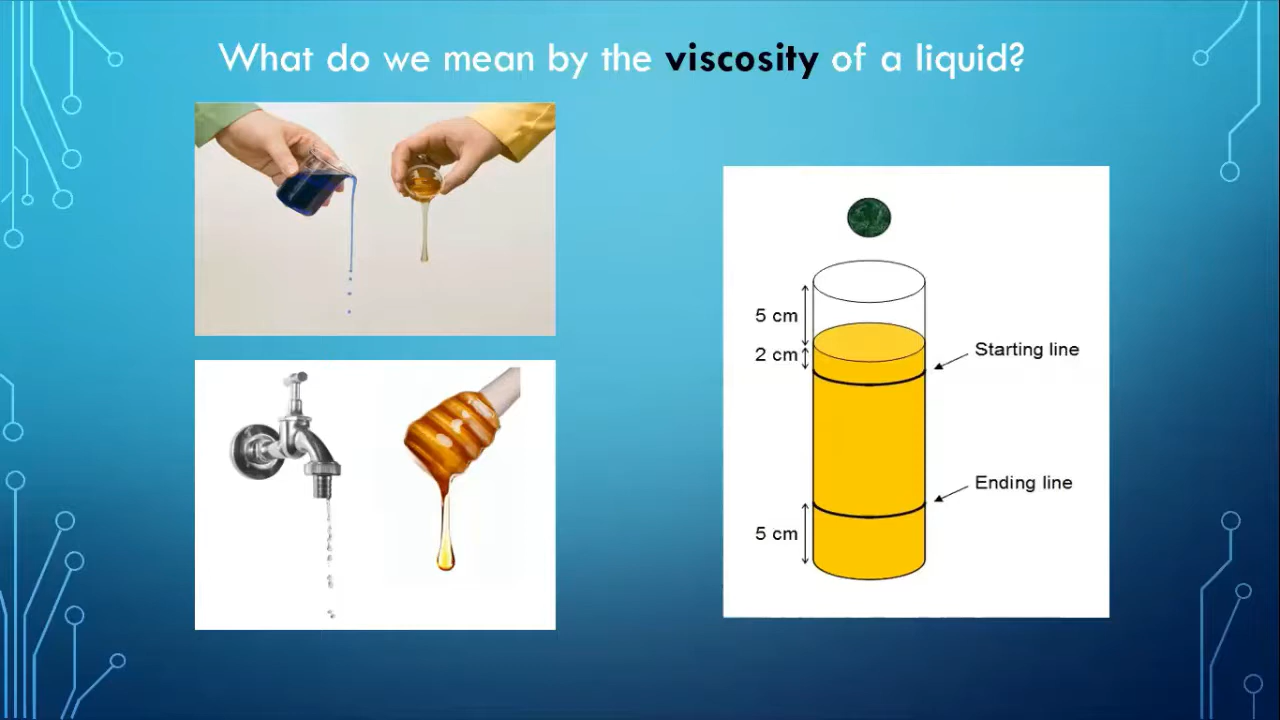 What do we mean by the viscosity of a liquid?
5 cm
2 cm
Starting line
Ending line
5 cm